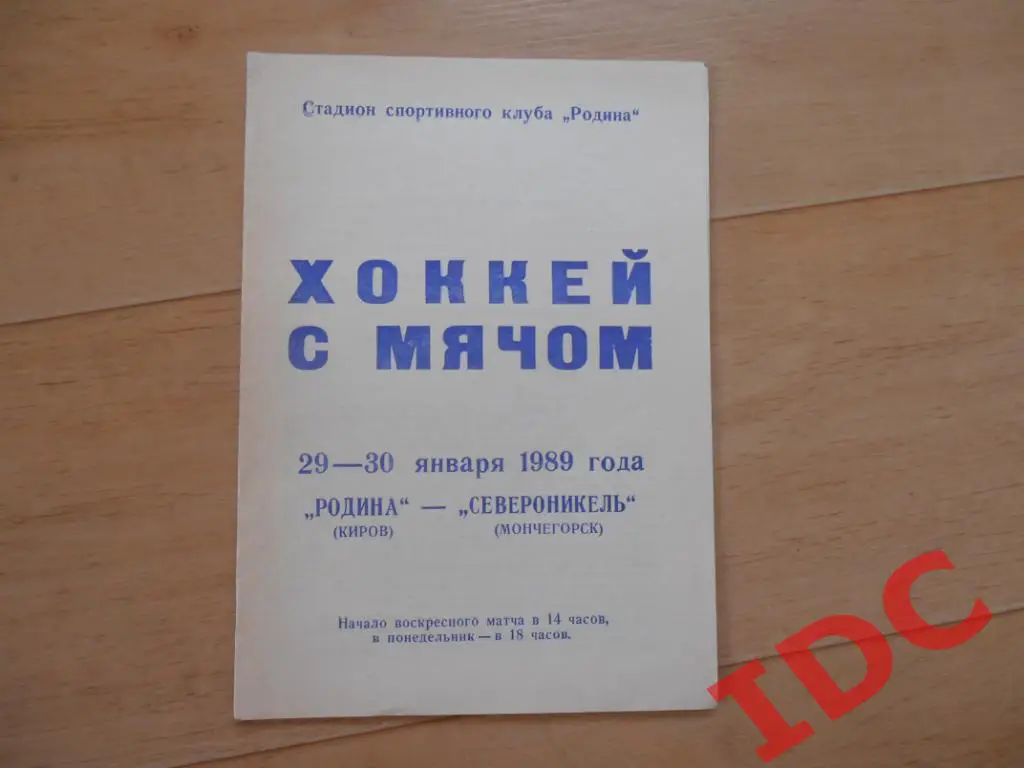 Стадион спортивного клуба „Родина“
ХОККЕЙ
С МЯЧОМ
29—30 января 1989 года
„РОДИНА“ — „СЕВЕРОНИКЕЛЬ“
(КИРОВ) (МОНЧЕГОРСК)
Начало воскресного матча в 14 часов,
в понедельник — в 18 часов.
IDC